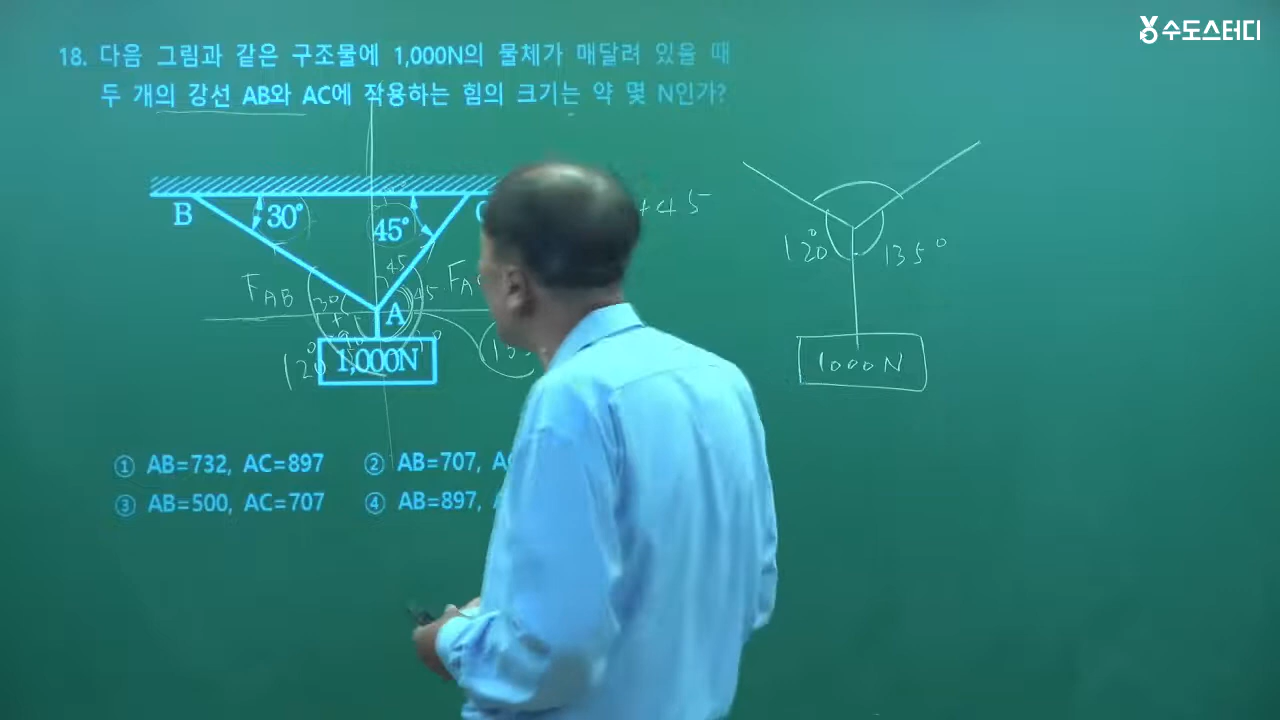 수도스터디
18. 다음 그림과 같은 구조물에 1,000N의 물체가 매달려 있을 때
두 개의 강선 AB와 AC에 작용하는 힘의 크기는 약 몇 N인가?
+45
B 30° 45°
45
F_AB 30 45
A
120° 1,000N
120° 135°
1000N
① AB=732, AC=897 ② AB=707,
③ AB=500, AC=707 ④ AB=897,